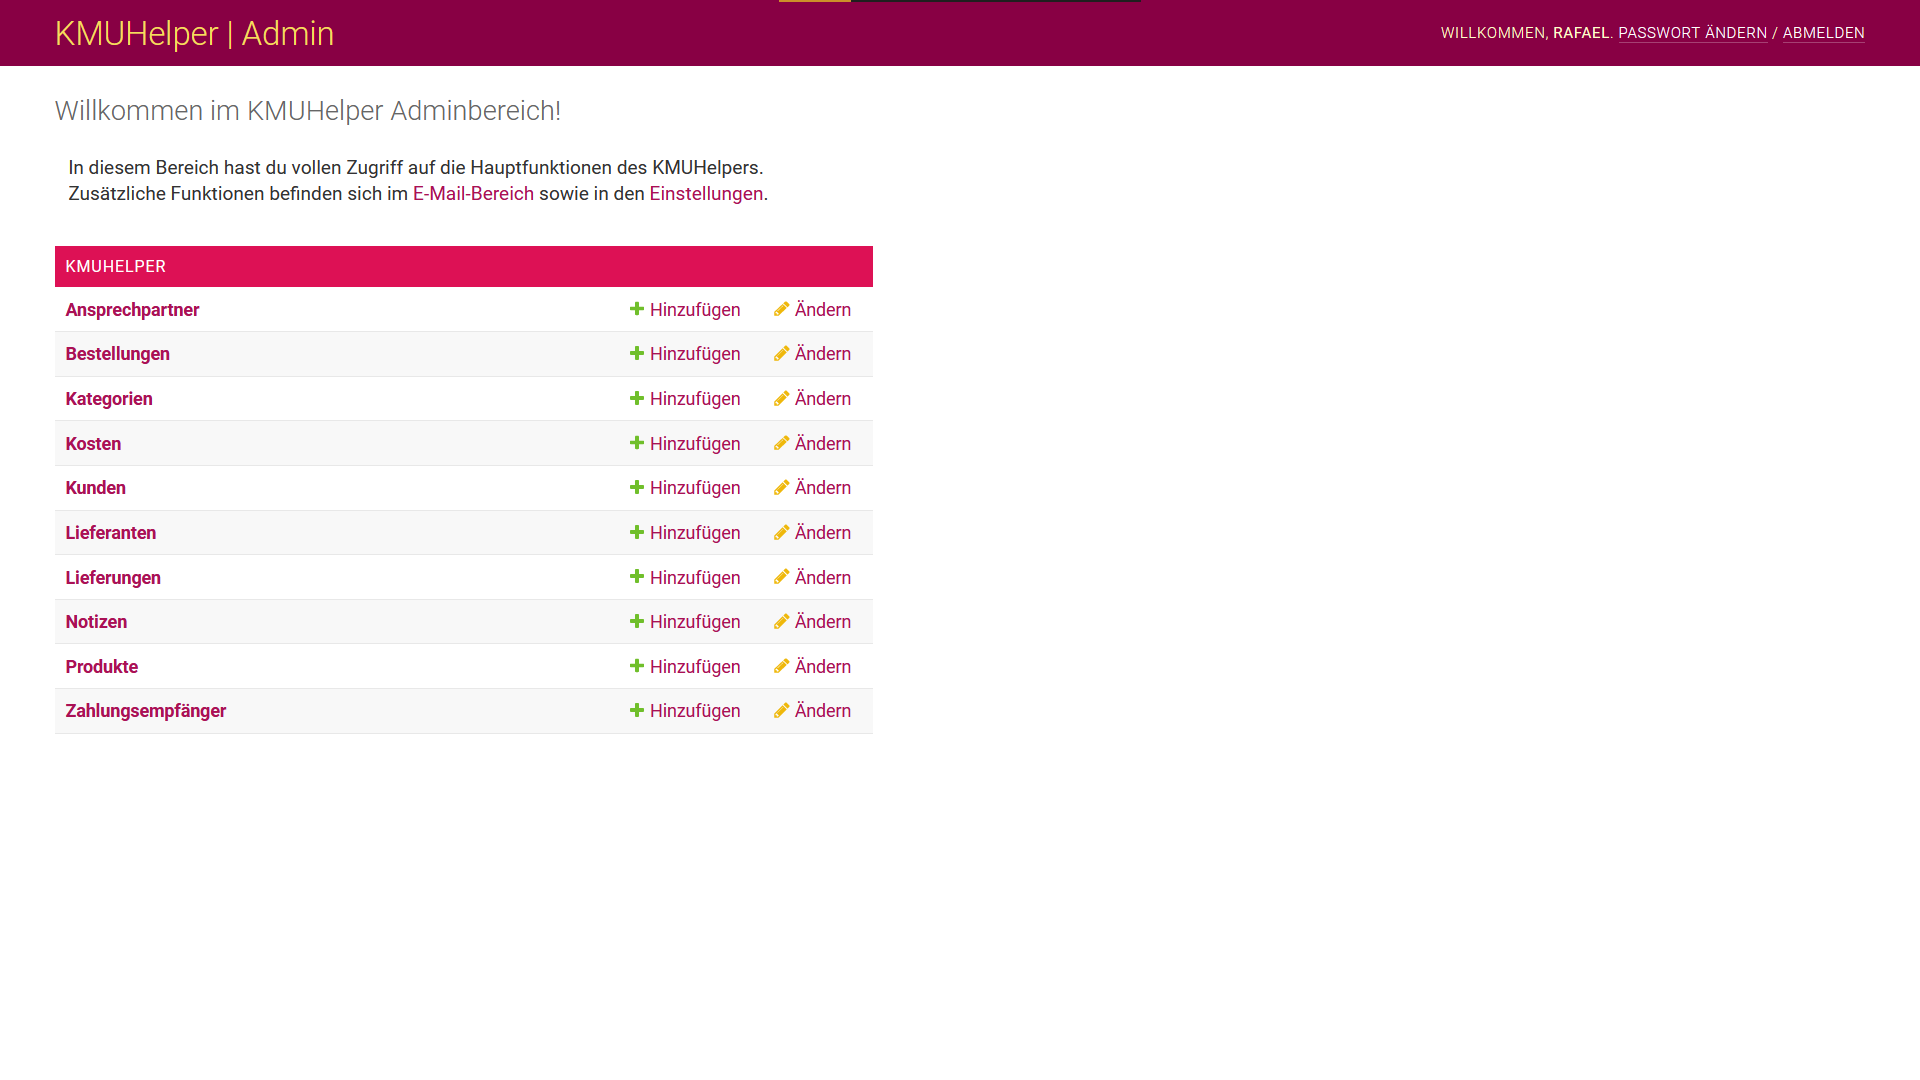 KMUHelper | Admin
WILLKOMMEN, RAFAEL. PASSWORT ÄNDERN / ABMELDEN
Willkommen im KMUHelper Adminbereich!
In diesem Bereich hast du vollen Zugriff auf die Hauptfunktionen des KMUHelpers.
Zusätzliche Funktionen befinden sich im E-Mail-Bereich sowie in den Einstellungen.
KMUHELPER
Ansprechpartner Hinzufügen Ändern
Bestellungen Hinzufügen Ändern
Kategorien Hinzufügen Ändern
Kosten Hinzufügen Ändern
Kunden Hinzufügen Ändern
Lieferanten Hinzufügen Ändern
Lieferungen Hinzufügen Ändern
Notizen Hinzufügen Ändern
Produkte Hinzufügen Ändern
Zahlungsempfänger Hinzufügen Ändern